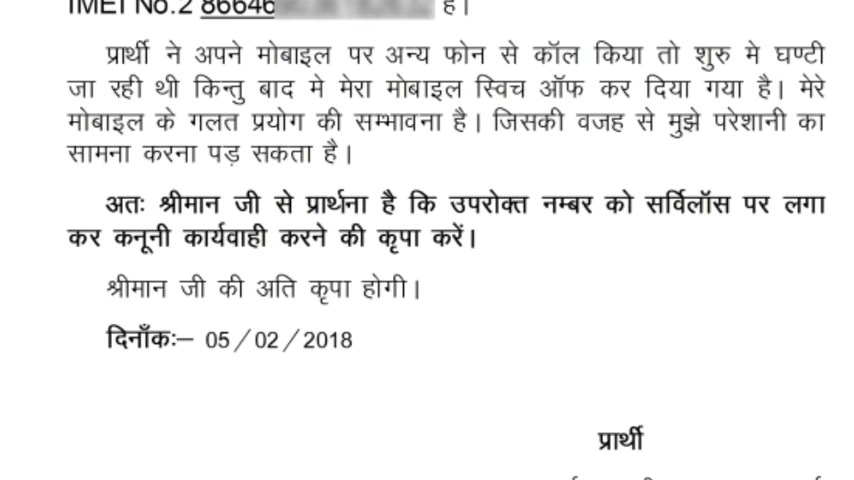 IMEI No.2 86646 है।
प्रार्थी ने अपने मोबाइल पर अन्य फोन से कॉल किया तो शुरु मे घण्टी
जा रही थी किन्तु बाद मे मेरा मोबाइल स्विच ऑफ कर दिया गया है। मेरे
मोबाइल के गलत प्रयोग की सम्भावना है। जिसकी वजह से मुझे परेशानी का
सामना करना पड़ सकता है।
अतः श्रीमान जी से प्रार्थना है कि उपरोक्त नम्बर को सर्विलॉस पर लगा
कर कनूनी कार्यवाही करने की कृपा करें।
श्रीमान जी की अति कृपा होगी।
दिनाँकः– 05/02/2018
प्रार्थी